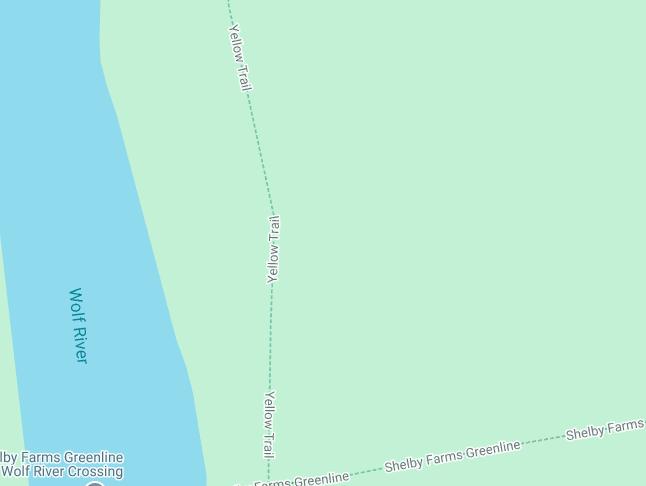 Yellow Trail
Yellow Trail
Wolf River
Yellow Trail
Shelby Farms
Shelby Farms Greenline
lby Farms Greenline
Wolf River Crossing
Farms Greenline